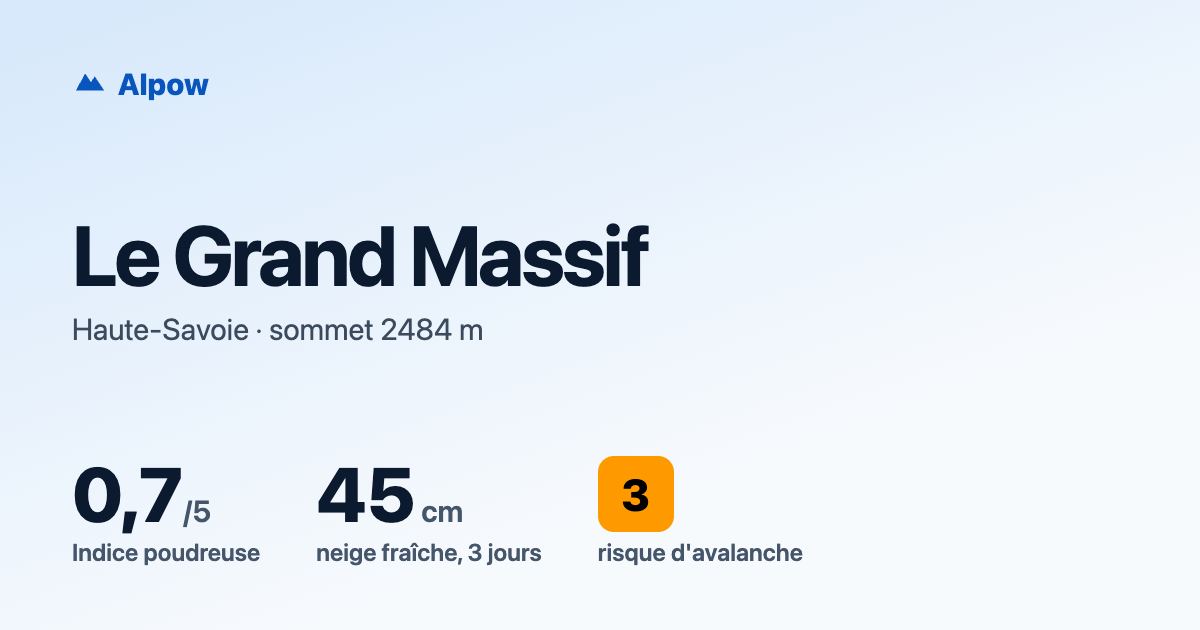 Alpow
Le Grand Massif
Haute-Savoie · sommet 2484 m
0,7/5
Indice poudreuse
45 cm
neige fraîche, 3 jours
3
risque d'avalanche